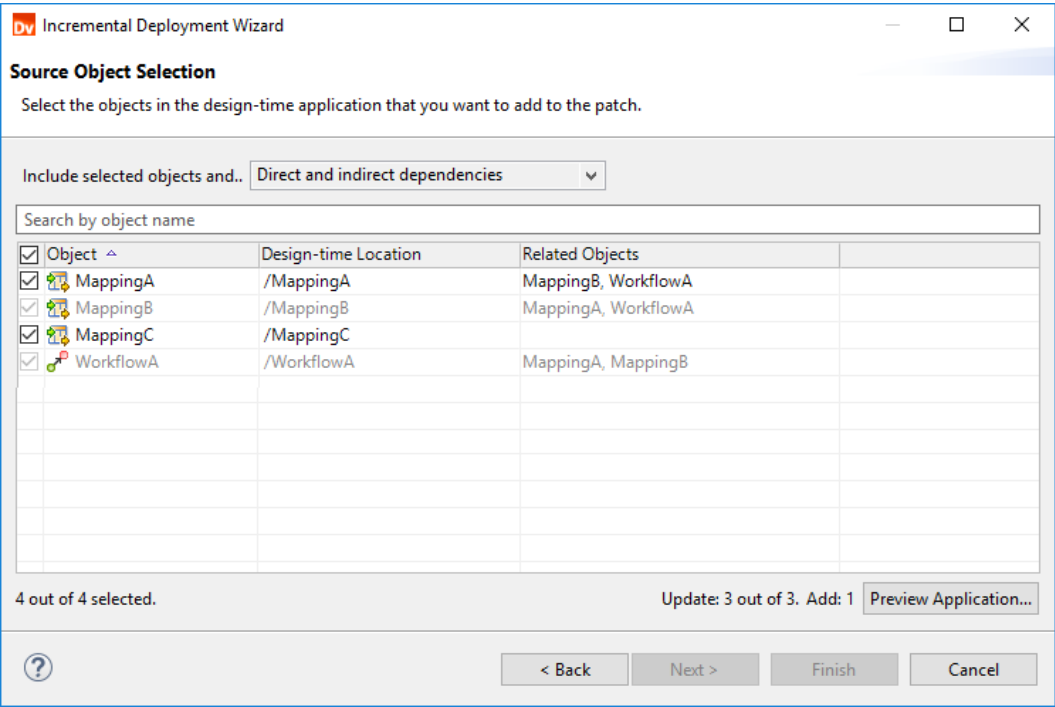 Dv Incremental Deployment Wizard
Source Object Selection
Select the objects in the design-time application that you want to add to the patch.
Include selected objects and.. Direct and indirect dependencies
Search by object name
Object Design-time Location Related Objects
MappingA /MappingA MappingB, WorkflowA
MappingB /MappingB MappingA, WorkflowA
MappingC /MappingC
WorkflowA /WorkflowA MappingA, MappingB
4 out of 4 selected. Update: 3 out of 3. Add: 1 Preview Application...
? < Back Next > Finish Cancel